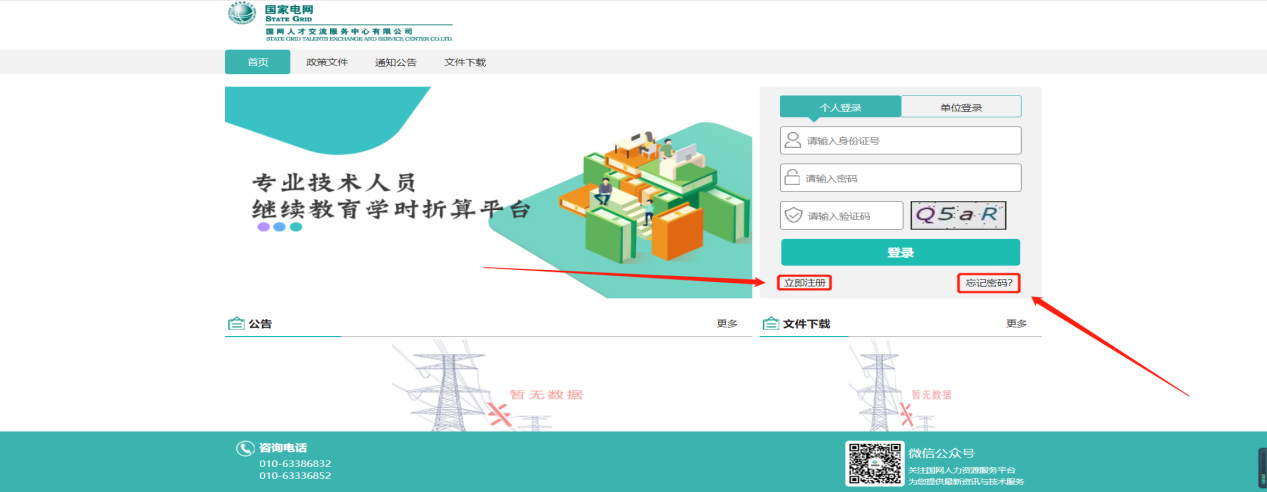 国家电网
STATE GRID
国网人才交流服务中心有限公司
STATE GRID TALENTS EXCHANGE AND SERVICE CENTER CO.LTD.
首页 政策文件 通知公告 文件下载
专业技术人员
继续教育学时折算平台
个人登录 单位登录
请输入身份证号
请输入密码
请输入验证码 Q5aR
登录
立即注册 忘记密码?
公告 更多
文件下载 更多
暂无数据
暂无数据
咨询电话
010-63386832
010-63336852
微信公众号
关注国网人力资源服务平台
为您提供最新资讯与技术服务